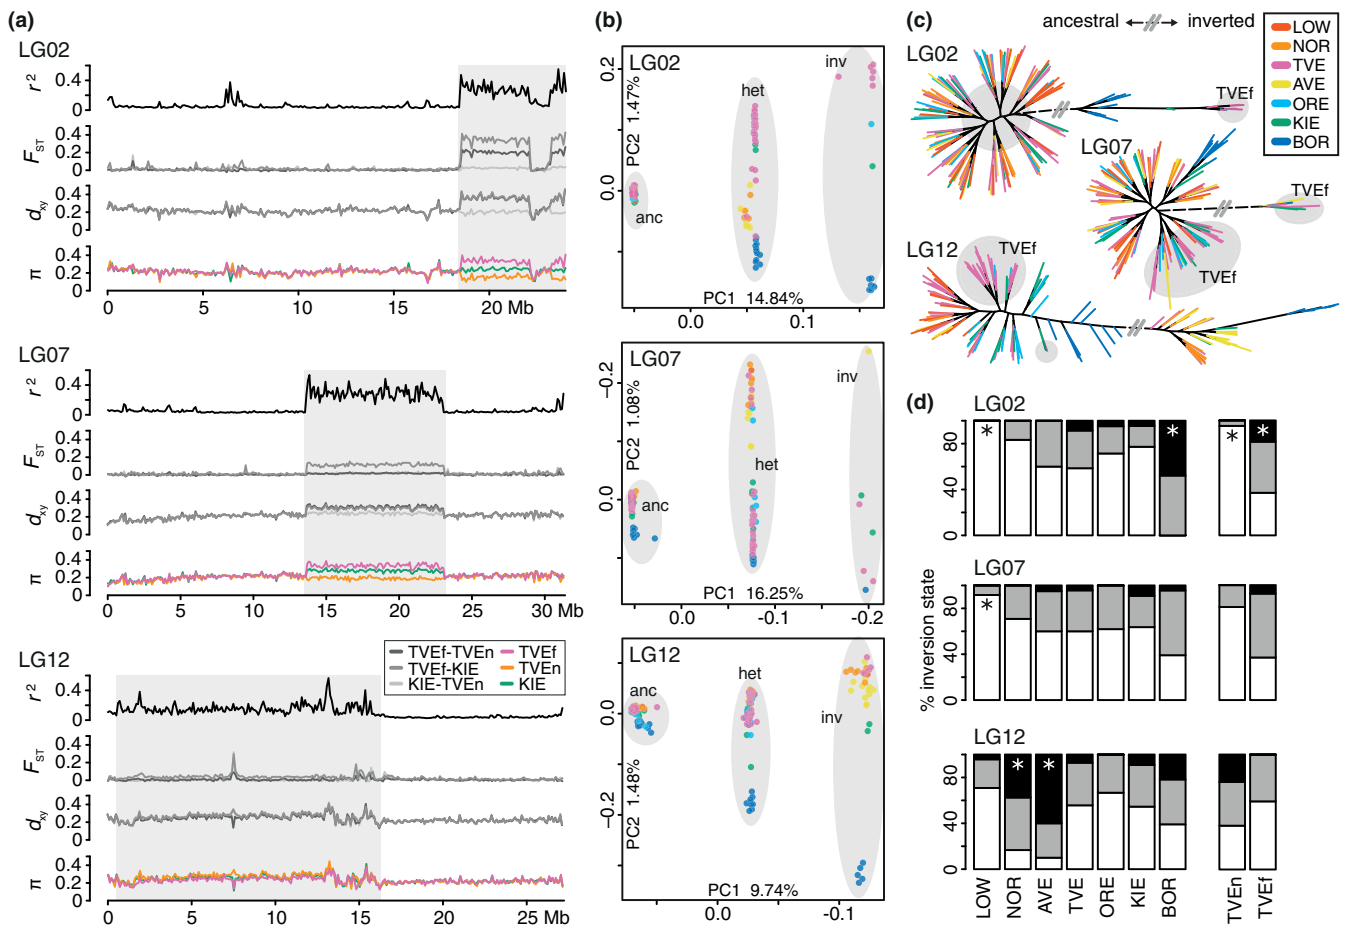 (a)
LG02
r²
0.4
0
F_ST
0.4
0.2
0
d_xy
0.4
0.2
0
π
0.4
0.2
0
0
5
10
15
20 Mb
LG07
r²
0.4
0
F_ST
0.4
0.2
0
d_xy
0.4
0.2
0
π
0.4
0.2
0
0
5
10
15
20
25
30 Mb
LG12
TVEf-TVEn
TVEf-KIE
KIE-TVEn
TVEf
TVEn
KIE
r²
0.4
0
F_ST
0.4
0.2
0
d_xy
0.4
0.2
0
π
0.4
0.2
0
0
5
10
15
20
25 Mb
(b)
LG02
inv
het
anc
PC2 1.47%
0.2
0.0
PC1 14.84%
0.0
0.1
LG07
inv
het
anc
PC2 1.08%
-0.2
0.0
PC1 16.25%
0.0
-0.1
-0.2
LG12
anc
het
inv
PC2 1.48%
0.0
-0.2
PC1 9.74%
0.0
-0.1
(c)
ancestral
inverted
LOW
NOR
TVE
AVE
ORE
KIE
BOR
LG02
TVEf
LG07
TVEf
TVEf
LG12
TVEf
(d)
LG02
80
40
0
*
*
*
*
LG07
80
40
0
*
% inversion state
LG12
80
40
0
*
*
LOW
NOR
AVE
TVE
ORE
KIE
BOR
TVEn
TVEf